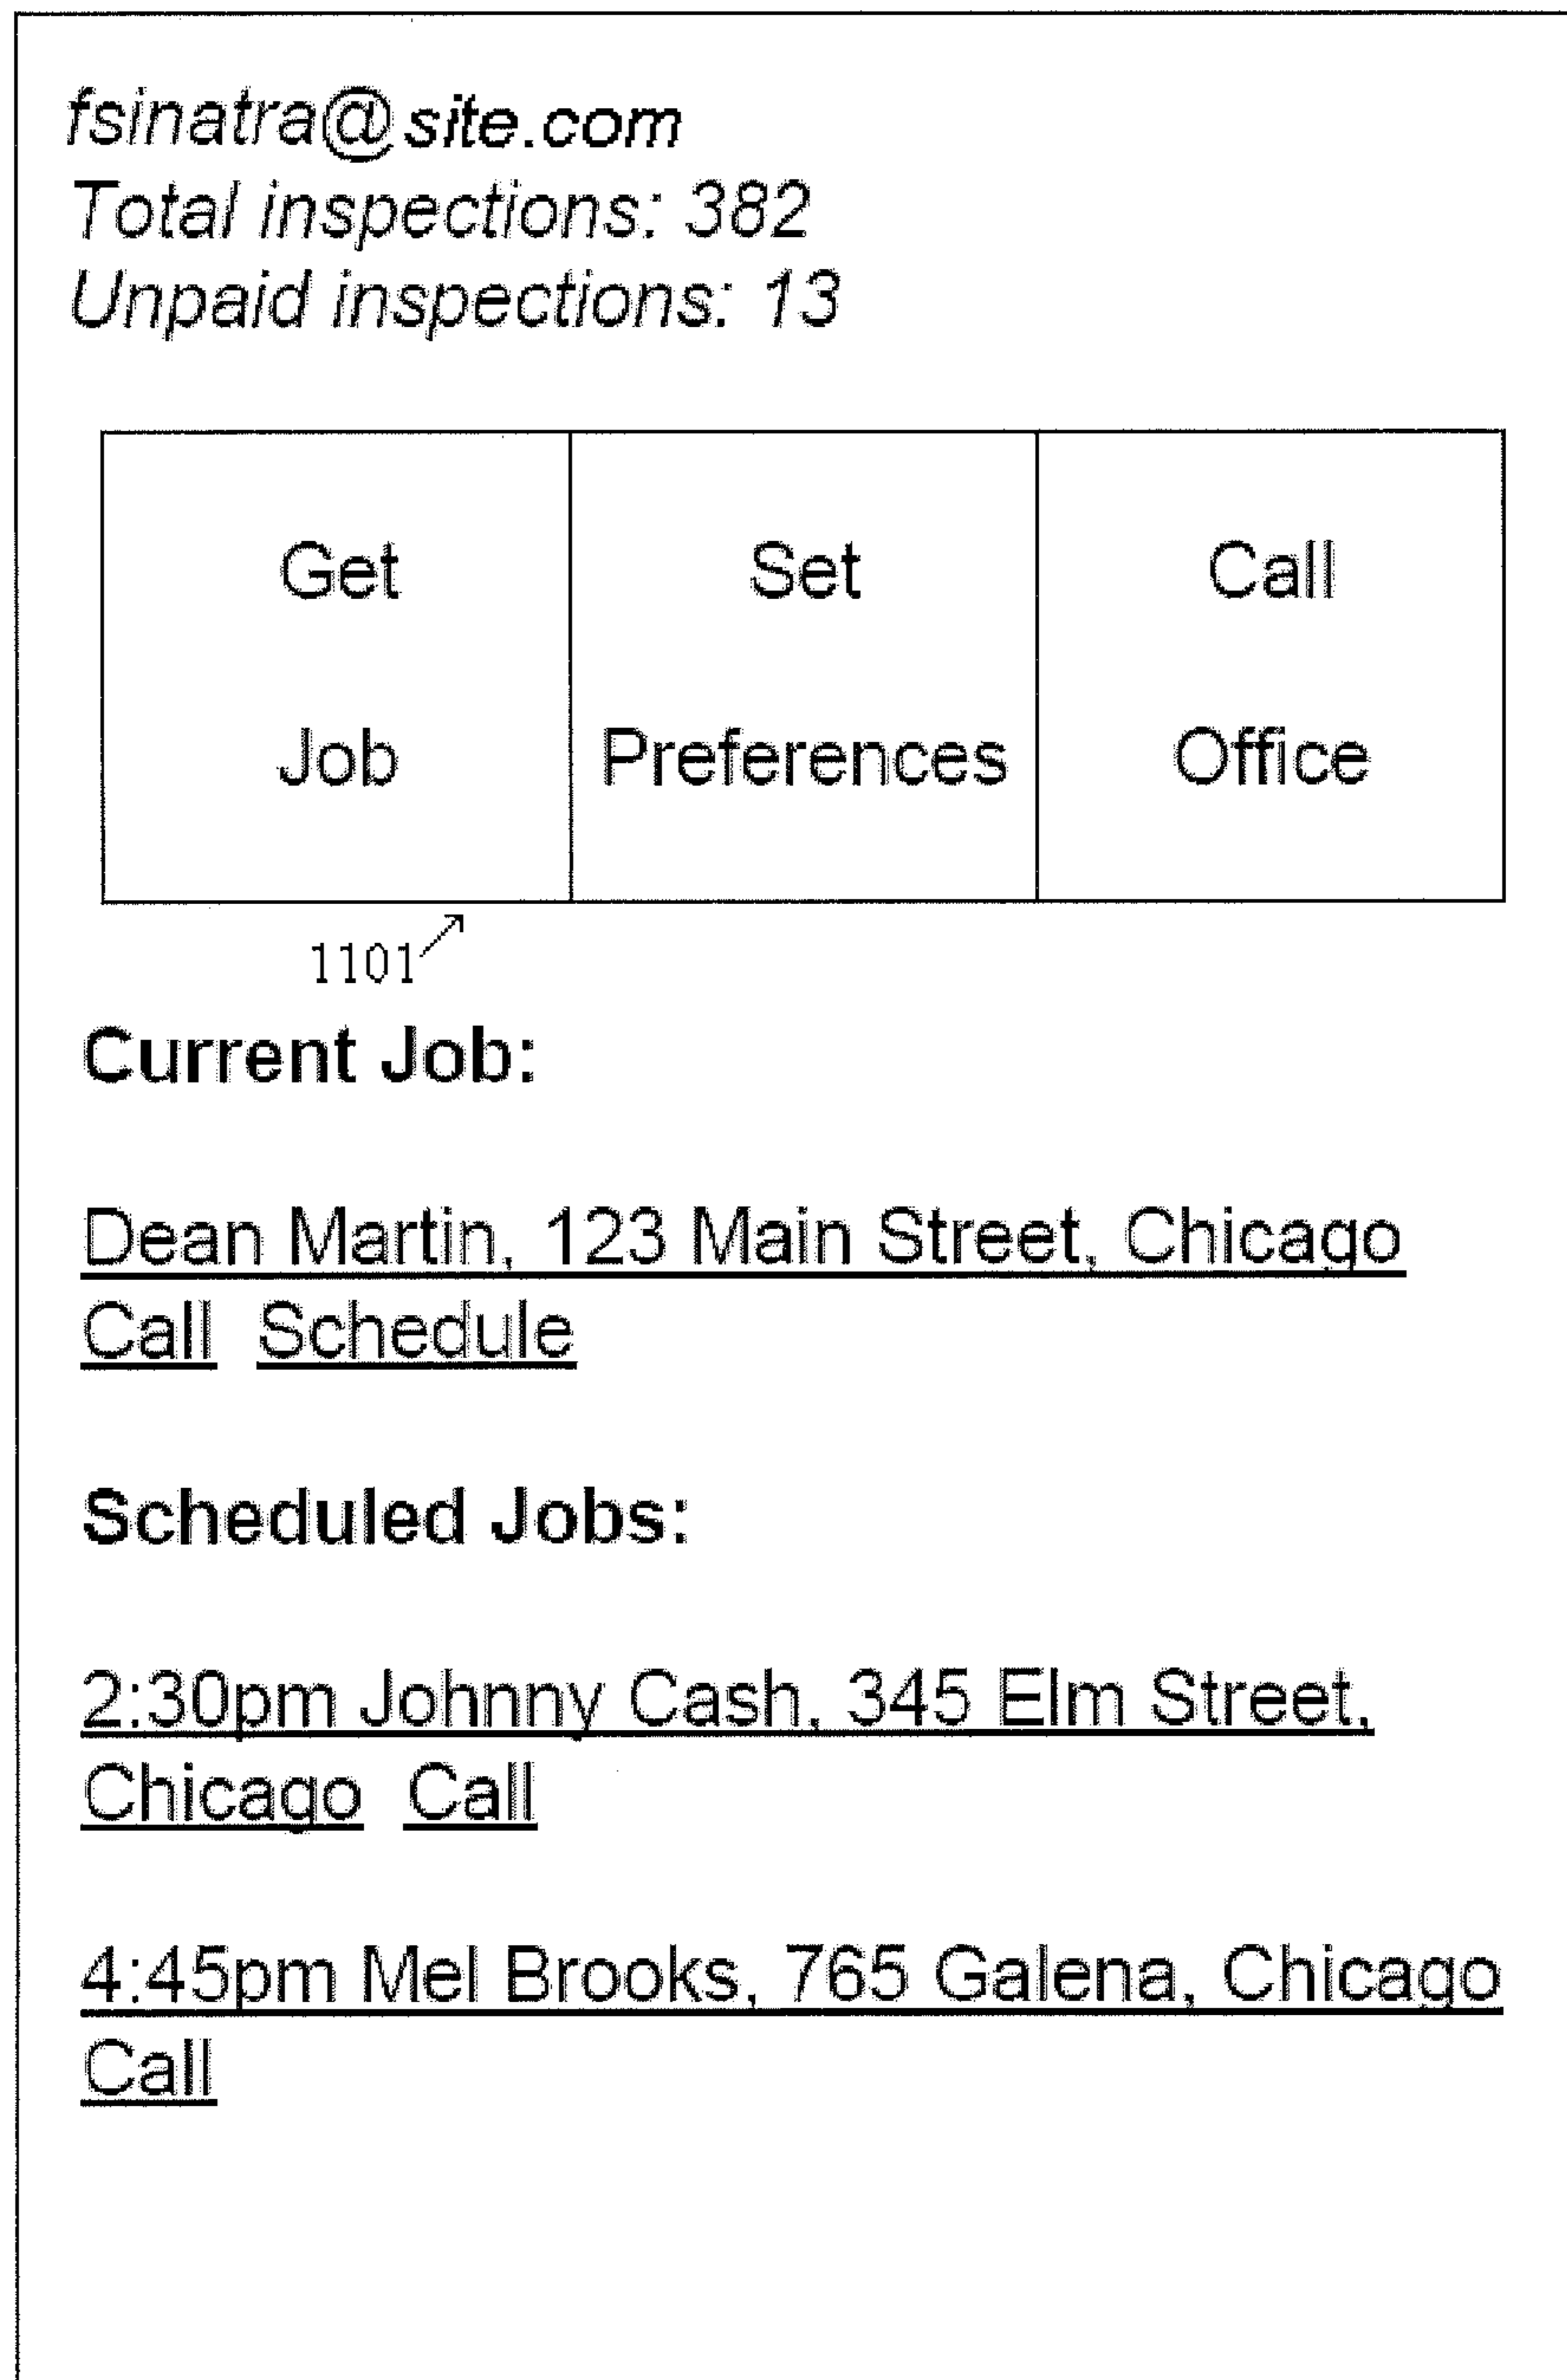 fsinatra@site.com
Total inspections: 382
Unpaid inspections: 13
Get Set Call
Job Preferences Office
1101
Current Job:
Dean Martin, 123 Main Street, Chicago
Call Schedule
Scheduled Jobs:
2:30pm Johnny Cash, 345 Elm Street,
Chicago Call
4:45pm Mel Brooks, 765 Galena, Chicago
Call